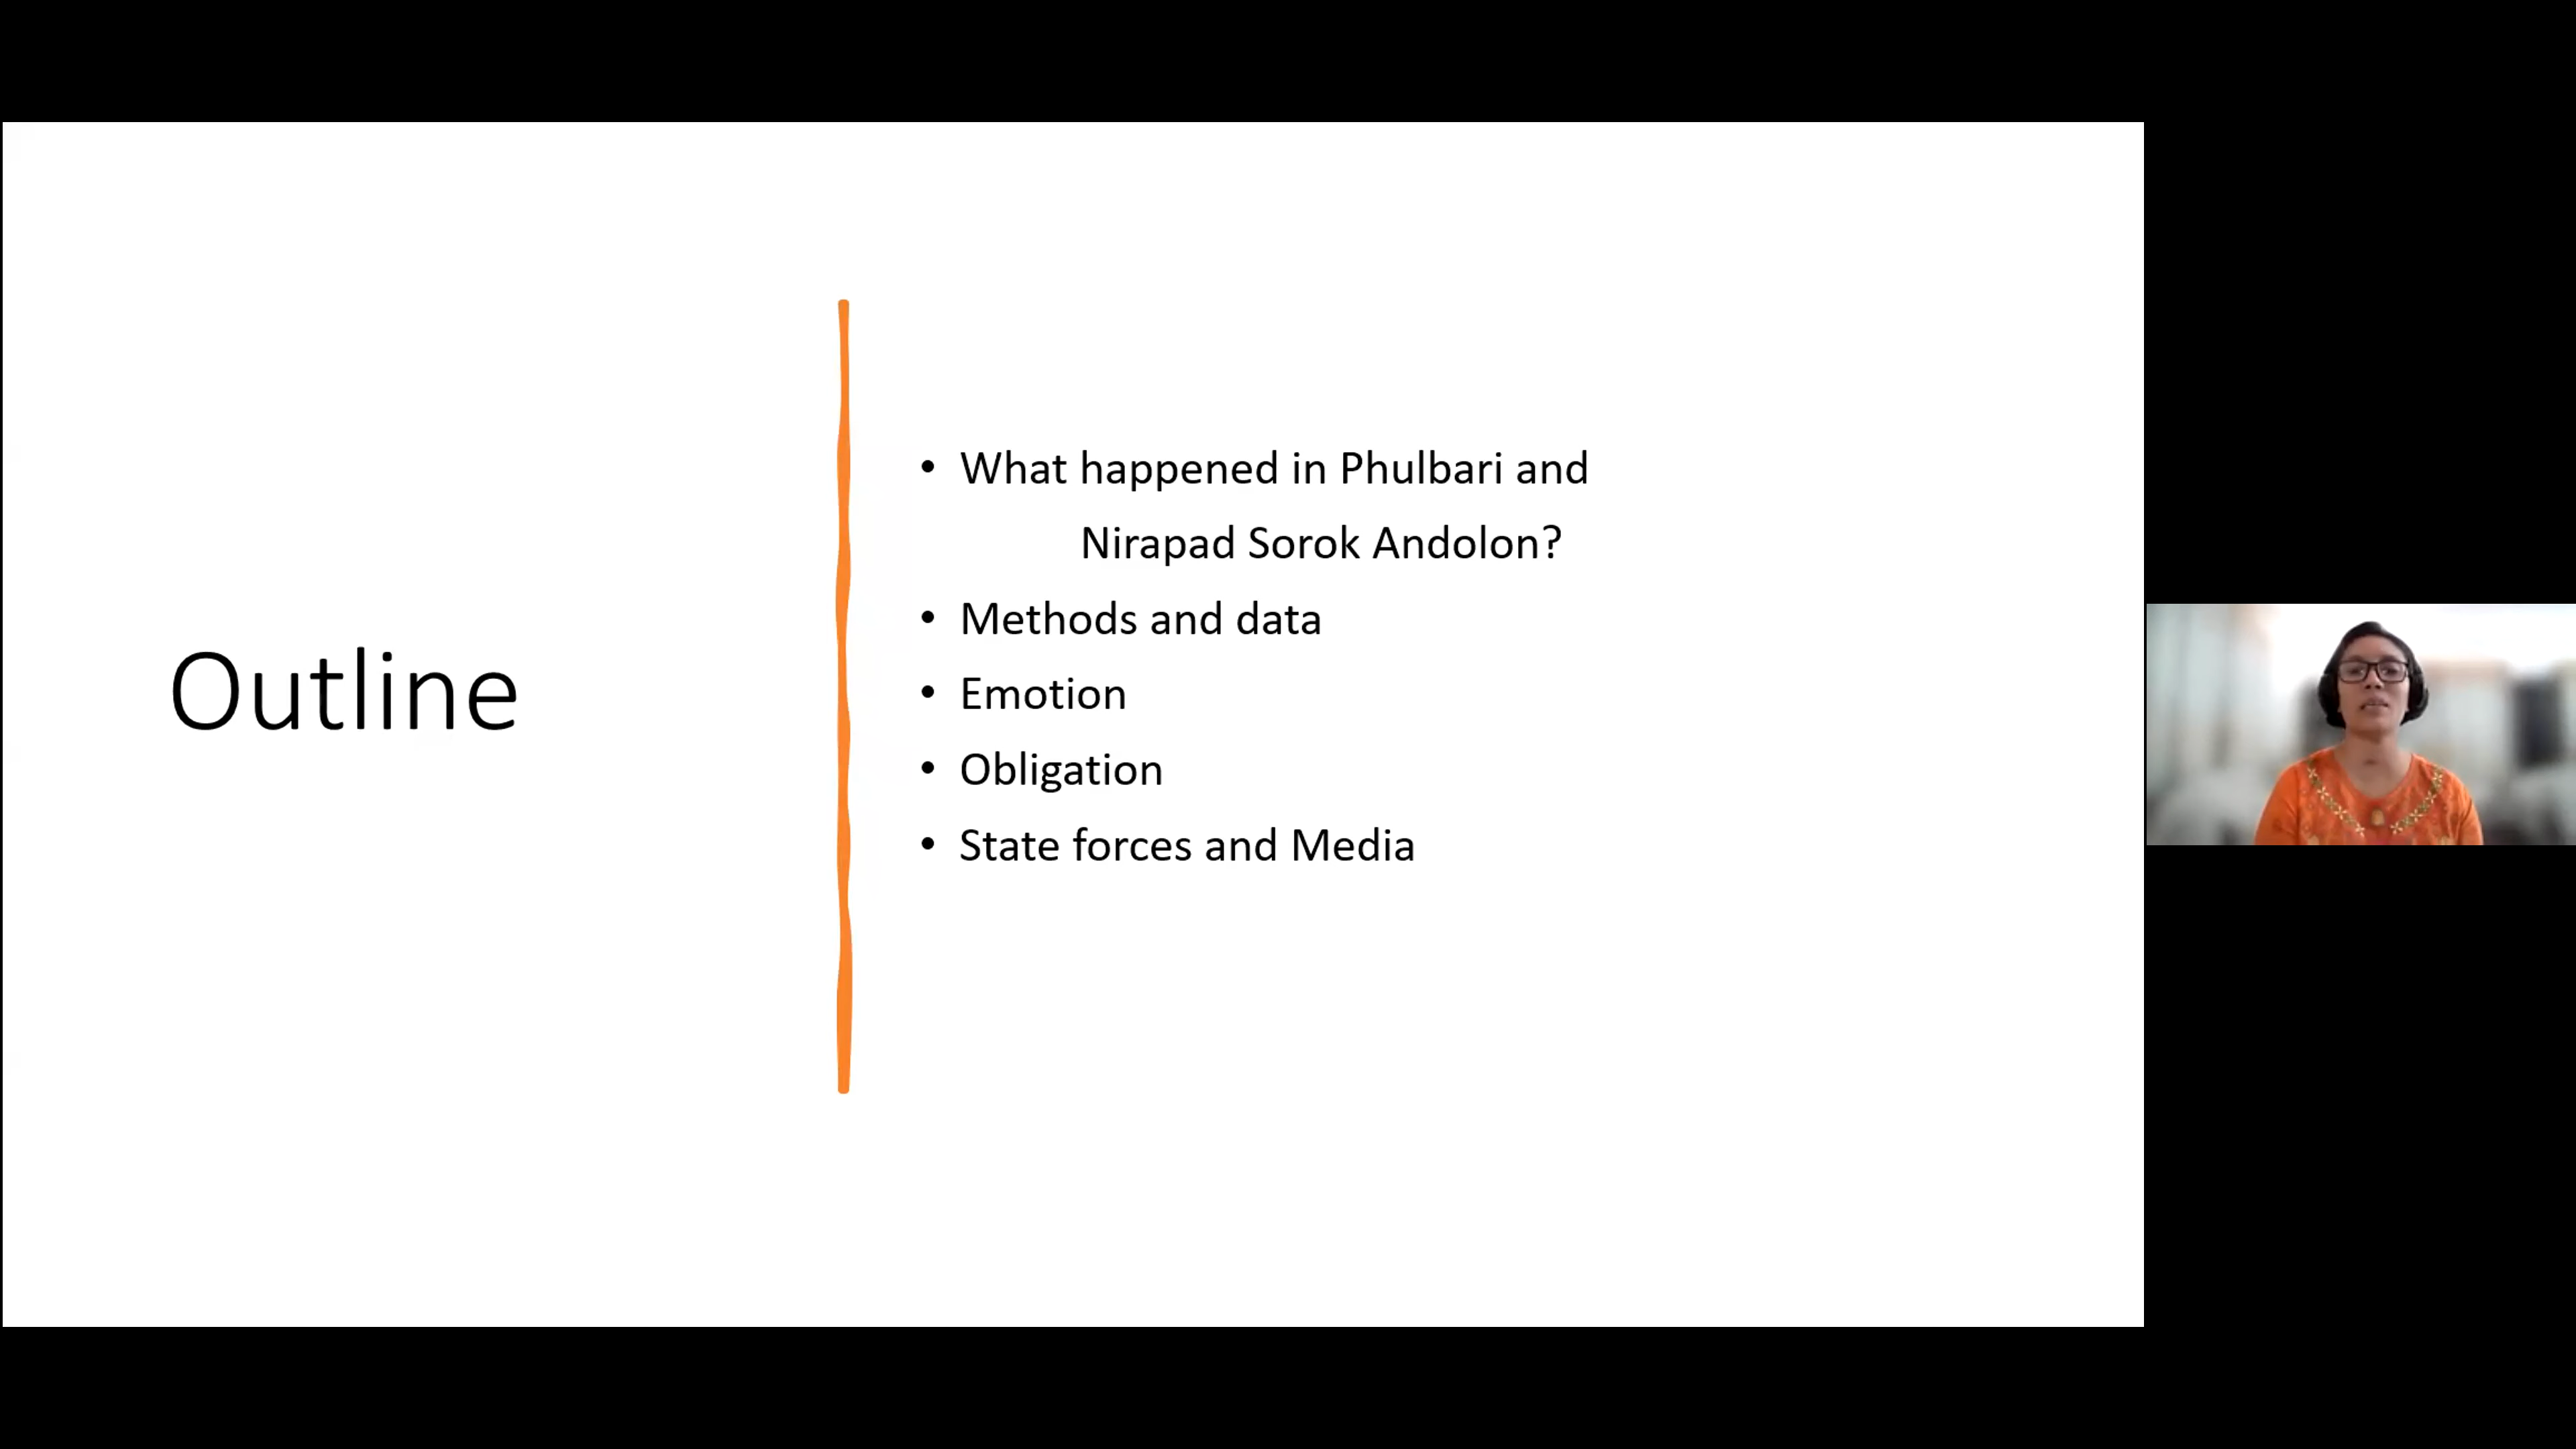 Outline
• What happened in Phulbari and
Nirapad Sorok Andolon?
• Methods and data
• Emotion
• Obligation
• State forces and Media